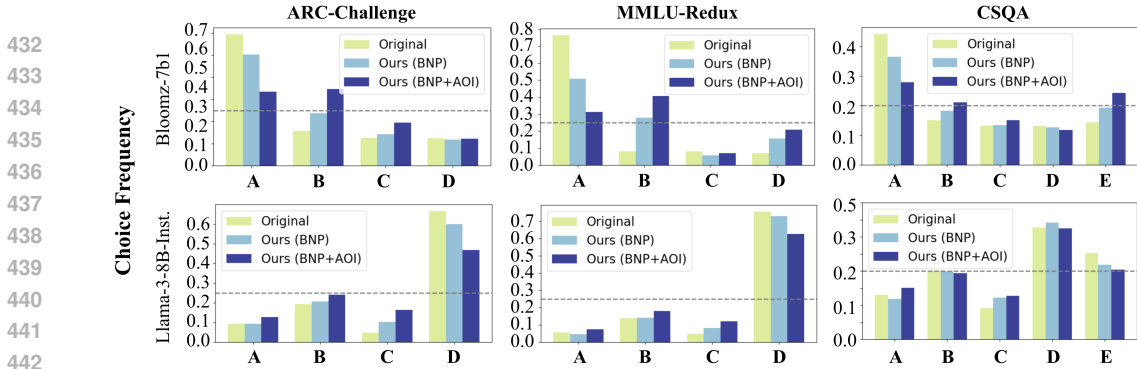 432
433
434
435
436
437
438
439
440
441
442
Choice Frequency
Bloomz-7b1
Llama-3-8B-Inst.
ARC-Challenge
0.7
0.6
0.5
0.4
0.3
0.2
0.1
0.0
Original
Ours (BNP)
Ours (BNP+AOI)
A B C D
MMLU-Redux
0.8
0.7
0.6
0.5
0.4
0.3
0.2
0.1
0.0
Original
Ours (BNP)
Ours (BNP+AOI)
A B C D
CSQA
0.4
0.3
0.2
0.1
0.0
Original
Ours (BNP)
Ours (BNP+AOI)
A B C D E
0.6
0.5
0.4
0.3
0.2
0.1
0.0
Original
Ours (BNP)
Ours (BNP+AOI)
A B C D
0.7
0.6
0.5
0.4
0.3
0.2
0.1
0.0
Original
Ours (BNP)
Ours (BNP+AOI)
A B C D
0.5
0.4
0.3
0.2
0.1
0.0
Original
Ours (BNP)
Ours (BNP+AOI)
A B C D E